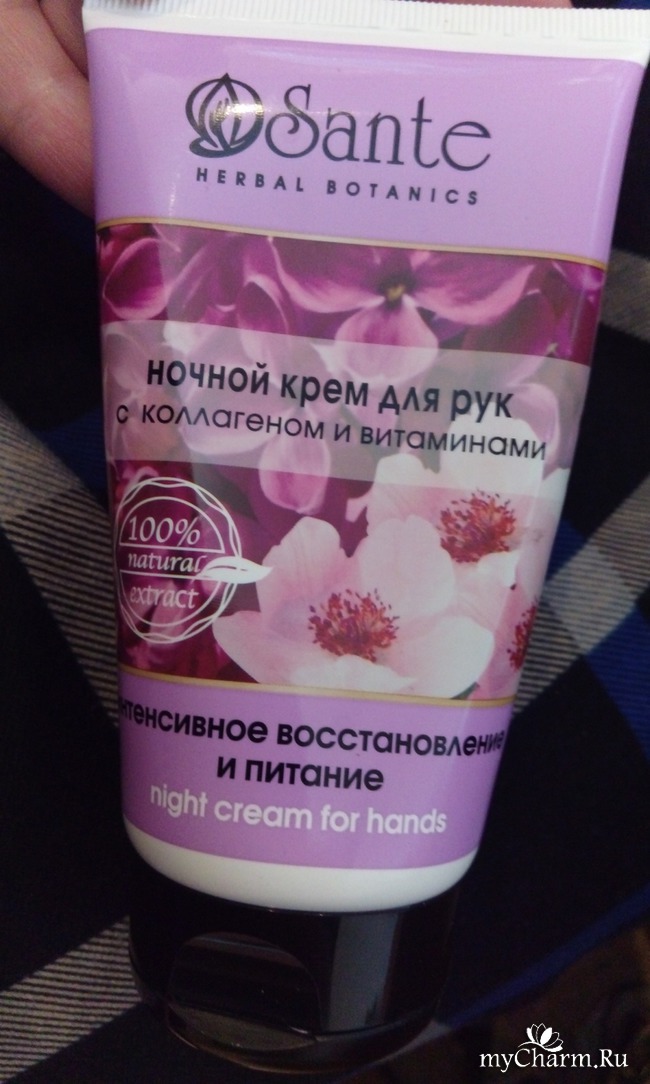 Sante
HERBAL BOTANICS
ночной крем для рук
с коллагеном и витаминами
100%
natural
extract
интенсивное восстановление
и питание
night cream for hands
myCharm.Ru